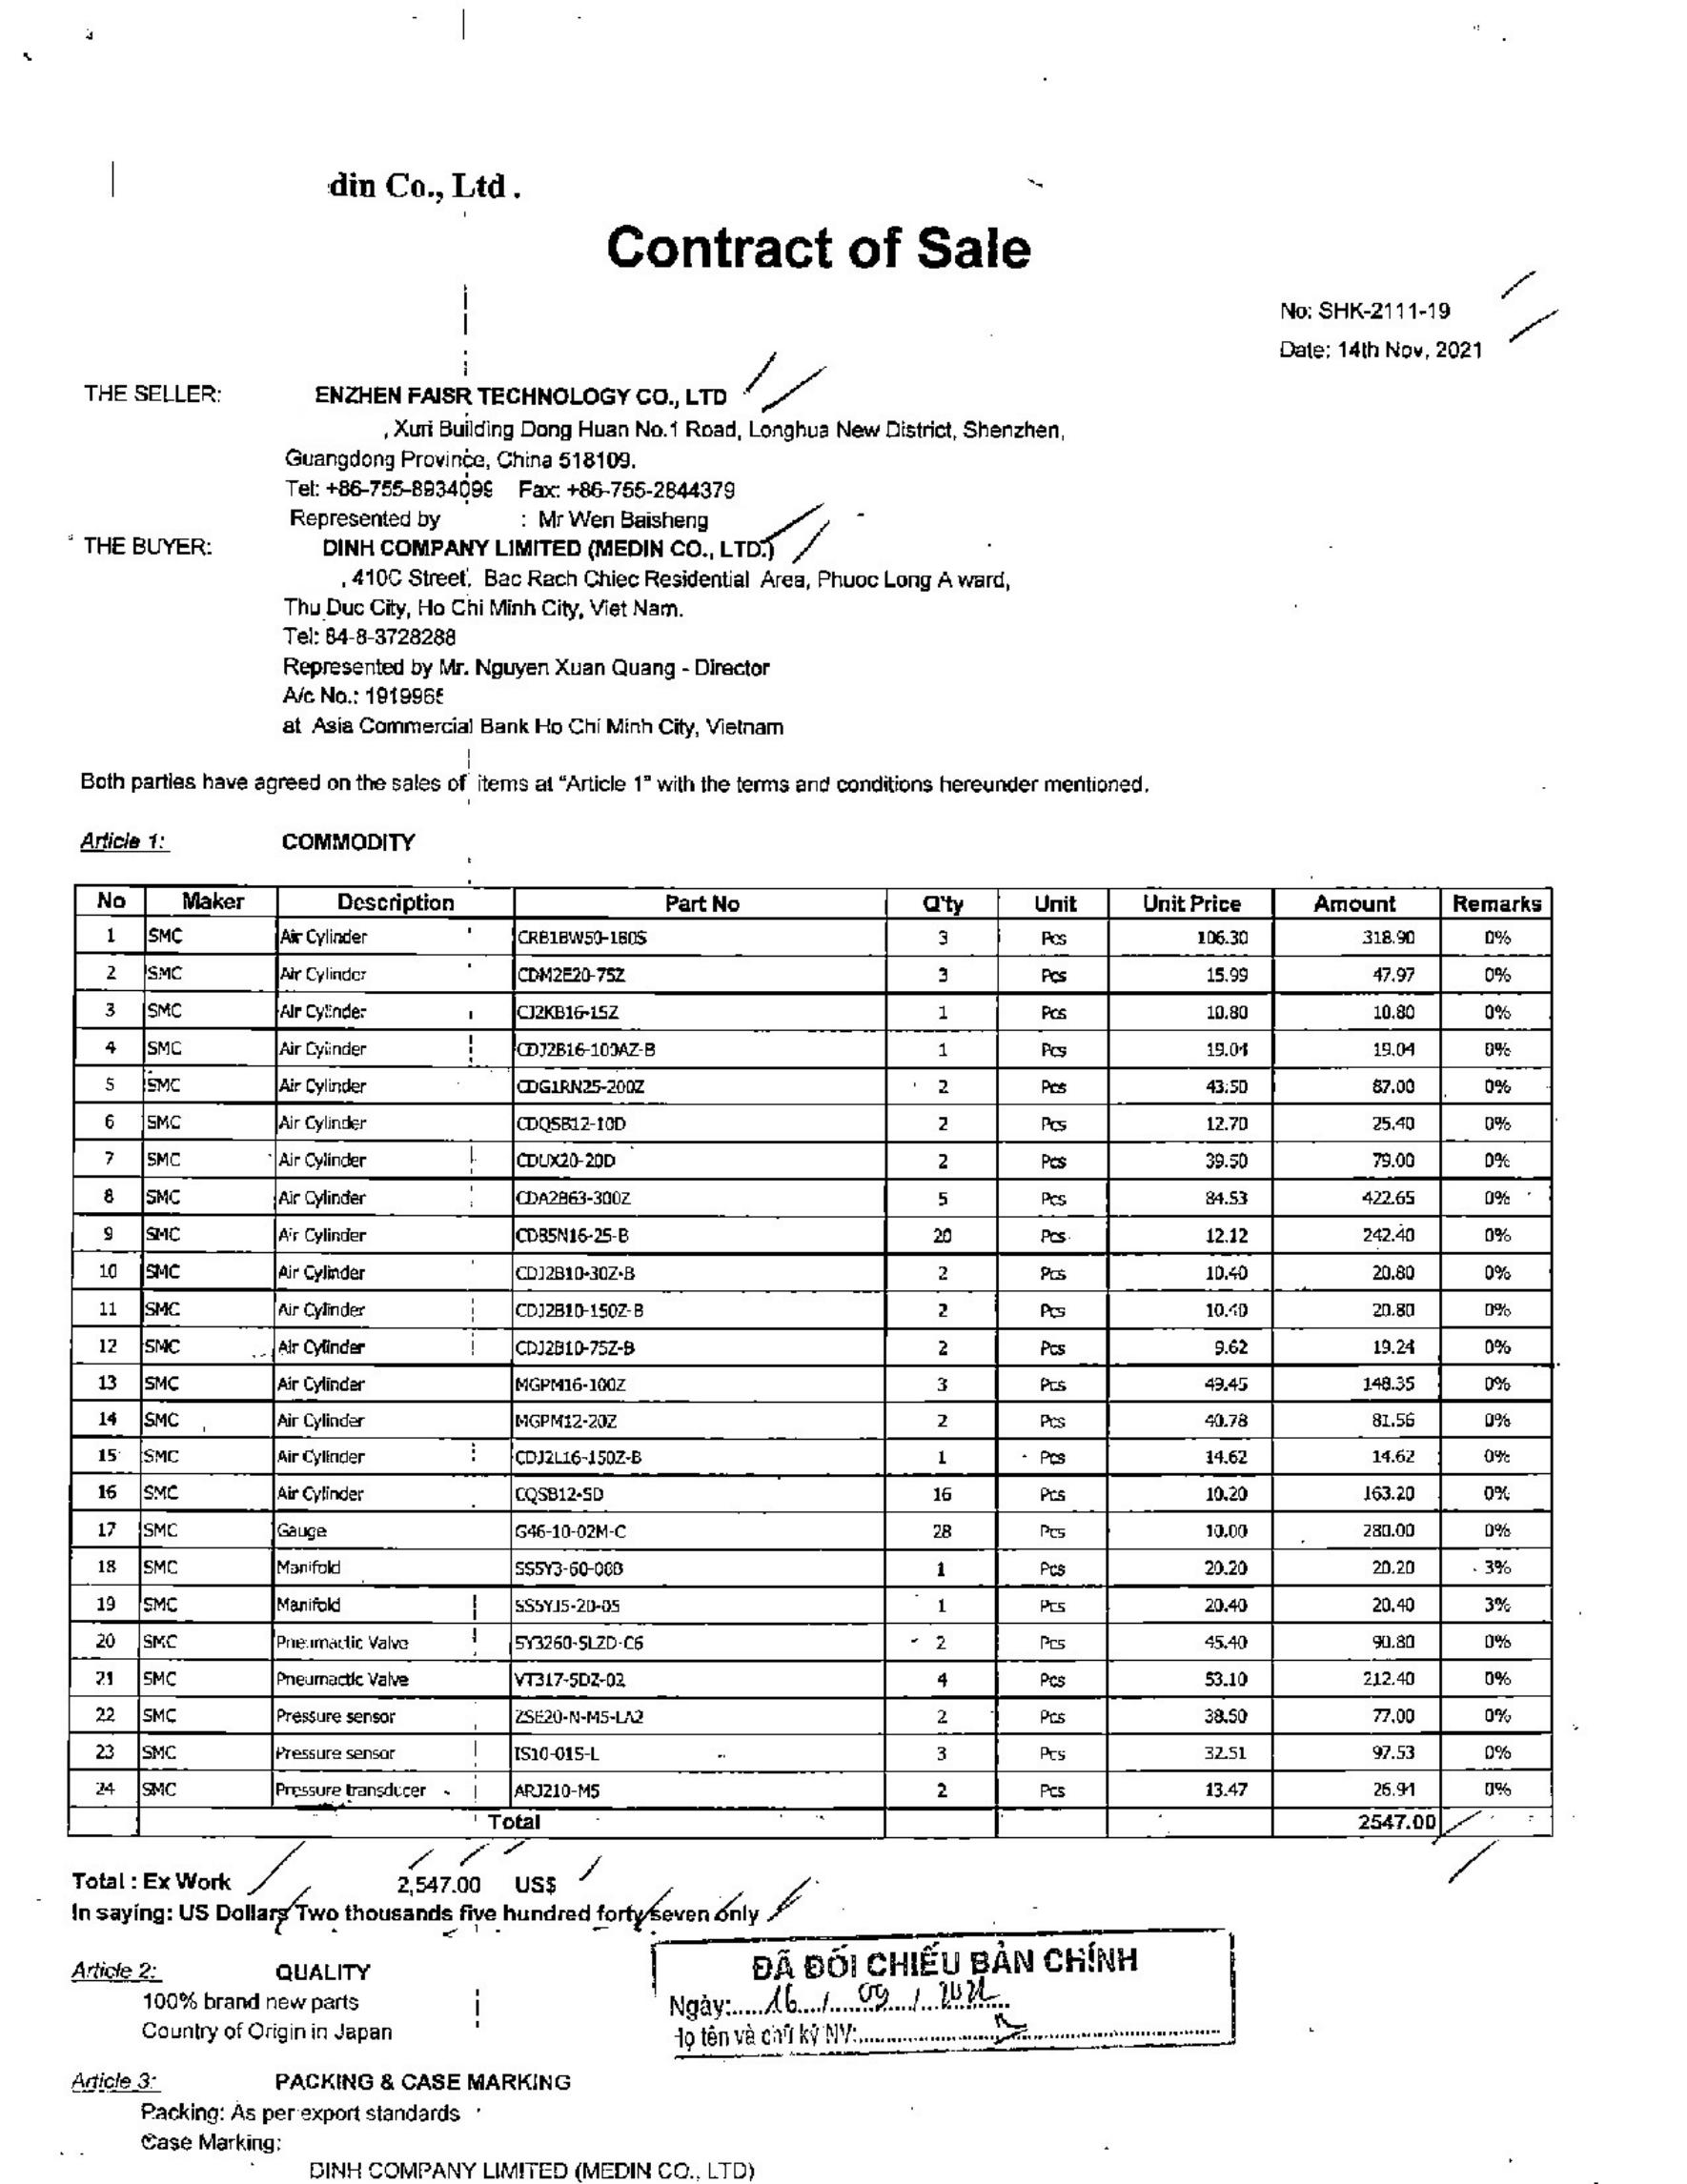 din Co., Ltd.
Contract of Sale
No: SHK-2111-19
Date: 14th Nov, 2021
THE SELLER: ENZHEN FAISR TECHNOLOGY CO., LTD
, Xuri Building Dong Huan No.1 Road, Longhua New District, Shenzhen,
Guangdong Province, China 518109.
Tel: +86-755-8934099 Fax: +86-755-2844379
Represented by : Mr Wen Baisheng
THE BUYER: DINH COMPANY LIMITED (MEDIN CO., LTD.)
, 410C Street, Bac Rach Chiec Residential Area, Phuoc Long A ward,
Thu Duc City, Ho Chi Minh City, Viet Nam.
Tel: 84-8-3728288
Represented by Mr. Nguyen Xuan Quang - Director
A/c No.: 1919965
at Asia Commercial Bank Ho Chi Minh City, Vietnam
Both parties have agreed on the sales of items at "Article 1" with the terms and conditions hereunder mentioned.
Article 1: COMMODITY
No Maker Description Part No Q'ty Unit Unit Price Amount Remarks
1 SMC Air Cylinder CRB1BW50-180S 3 Pcs 106.30 318.90 0%
2 SMC Air Cylinder CDM2E20-75Z 3 Pcs 15.99 47.97 0%
3 SMC Air Cylinder CJ2KB16-15Z 1 Pcs 10.80 10.80 0%
4 SMC Air Cylinder CDJ2B16-100AZ-B 1 Pcs 19.04 19.04 0%
5 SMC Air Cylinder CDG1RN25-200Z 2 Pcs 43.50 87.00 0%
6 SMC Air Cylinder CDQSB12-10D 2 Pcs 12.70 25.40 0%
7 SMC Air Cylinder CDUX20-20D 2 Pcs 39.50 79.00 0%
8 SMC Air Cylinder CDA2B63-300Z 5 Pcs 84.53 422.65 0%
9 SMC Air Cylinder CD85N16-25-B 20 Pcs 12.12 242.40 0%
10 SMC Air Cylinder CDJ2B10-30Z-B 2 Pcs 10.40 20.80 0%
11 SMC Air Cylinder CDJ2B10-150Z-B 2 Pcs 10.40 20.80 0%
12 SMC Air Cylinder CDJ2B10-75Z-B 2 Pcs 9.62 19.24 0%
13 SMC Air Cylinder MGPM16-100Z 3 Pcs 49.45 148.35 0%
14 SMC Air Cylinder MGPM12-20Z 2 Pcs 40.78 81.56 0%
15 SMC Air Cylinder CDJ2L16-150Z-B 1 Pcs 14.62 14.62 0%
16 SMC Air Cylinder CQSB12-5D 16 Pcs 10.20 163.20 0%
17 SMC Gauge G46-10-02M-C 28 Pcs 10.00 280.00 0%
18 SMC Manifold SS5Y3-60-08B 1 Pcs 20.20 20.20 3%
19 SMC Manifold SS5YJ5-20-05 1 Pcs 20.40 20.40 3%
20 SMC Pneumactic Valve SY3260-5LZD-C6 2 Pcs 45.40 90.80 0%
21 SMC Pneumactic Valve VT317-5DZ-02 4 Pcs 53.10 212.40 0%
22 SMC Pressure sensor ZSE20-N-M5-LA2 2 Pcs 38.50 77.00 0%
23 SMC Pressure sensor IS10-01S-L 3 Pcs 32.51 97.53 0%
24 SMC Pressure transducer ARJ210-M5 2 Pcs 13.47 26.94 0%
Total 2547.00
Total : Ex Work 2,547.00 US$
In saying: US Dollars Two thousands five hundred forty seven only
ĐÃ ĐỐI CHIẾU BẢN CHÍNH
Ngày: 16 / 09 /
Họ tên và chữ ký NV:
Article 2: QUALITY
100% brand new parts
Country of Origin in Japan
Article 3: PACKING & CASE MARKING
Packing: As per export standards
Case Marking:
DINH COMPANY LIMITED (MEDIN CO., LTD)